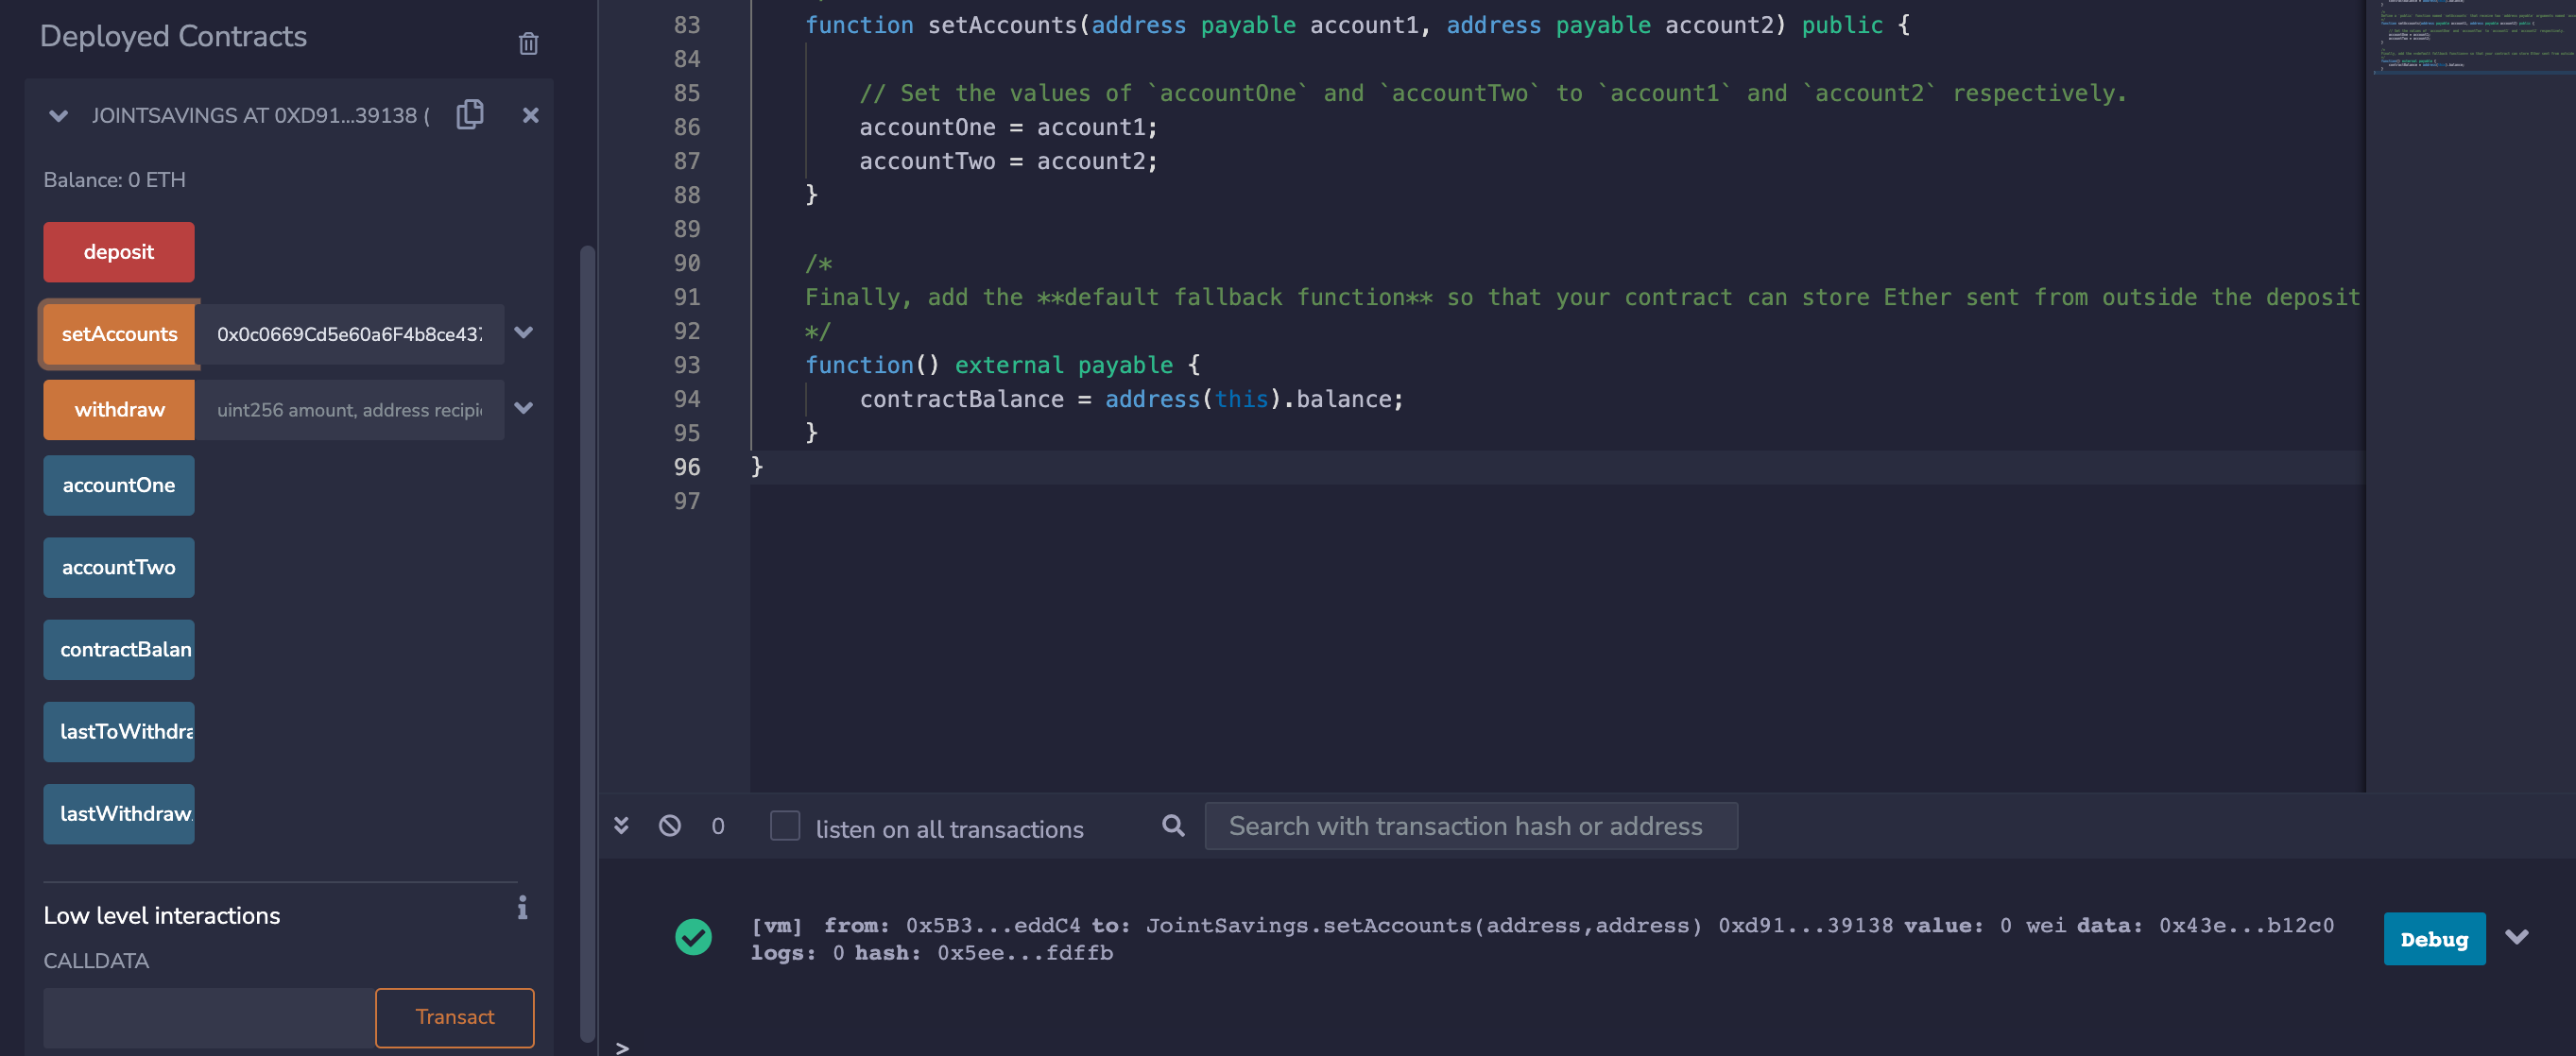 Deployed Contracts
JOINTSAVINGS AT 0XD91...39138 (
Balance: 0 ETH
deposit
setAccounts 0x0c0669Cd5e60a6F4b8ce437
withdraw uint256 amount, address recipi
accountOne
accountTwo
contractBalan
lastToWithdra
lastWithdraw
Low level interactions
CALLDATA
Transact
83 function setAccounts(address payable account1, address payable account2) public {
84
85 // Set the values of `accountOne` and `accountTwo` to `account1` and `account2` respectively.
86 accountOne = account1;
87 accountTwo = account2;
88 }
89
90 /*
91 Finally, add the **default fallback function** so that your contract can store Ether sent from outside the deposit
92 */
93 function() external payable {
94 contractBalance = address(this).balance;
95 }
96 }
97
0 listen on all transactions Search with transaction hash or address
[vm] from: 0x5B3...eddC4 to: JointSavings.setAccounts(address,address) 0xd91...39138 value: 0 wei data: 0x43e...b12c0
logs: 0 hash: 0x5ee...fdffb
Debug
>